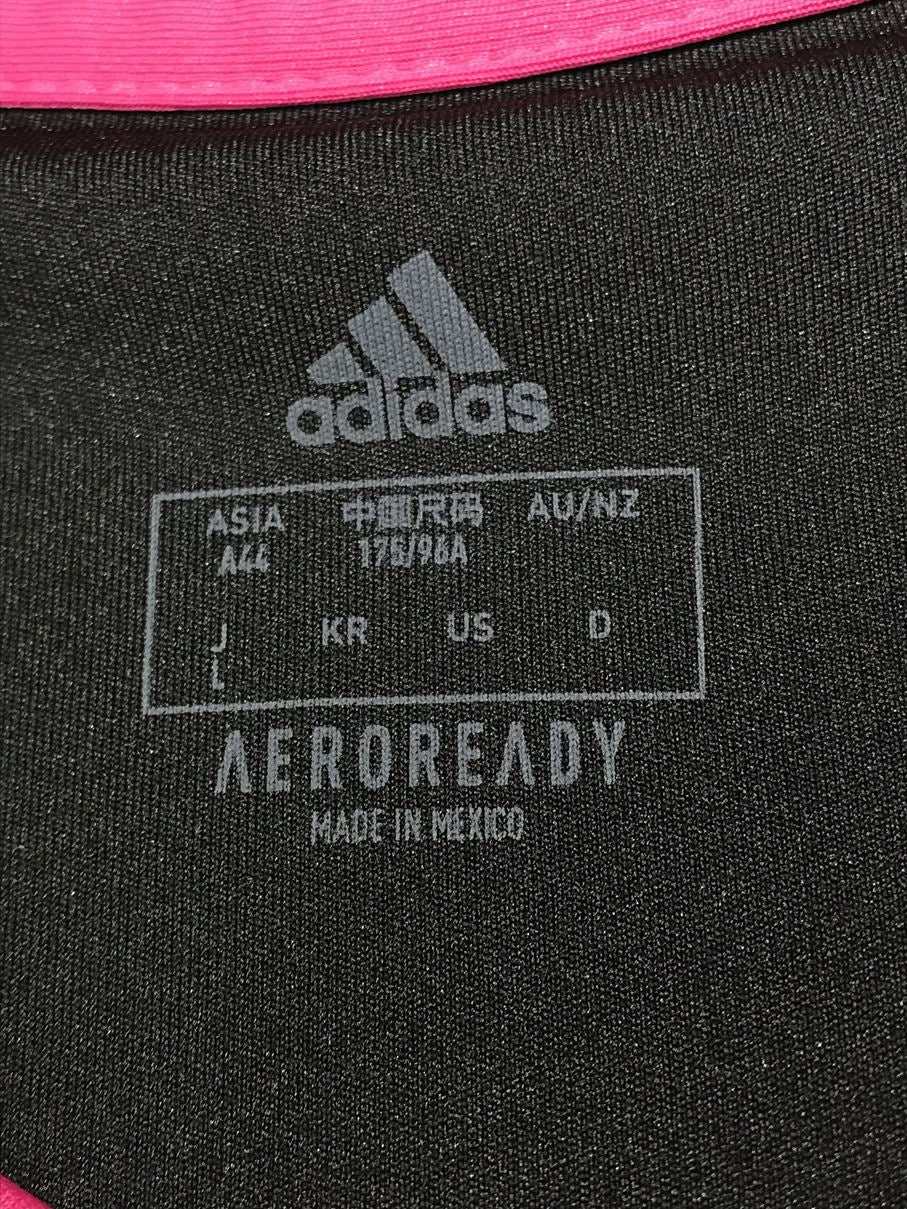 adidas
ASIA 中国尺码 AU/NZ
A44 175/96A
J KR US D
L
AEROREADY
MADE IN MEXICO